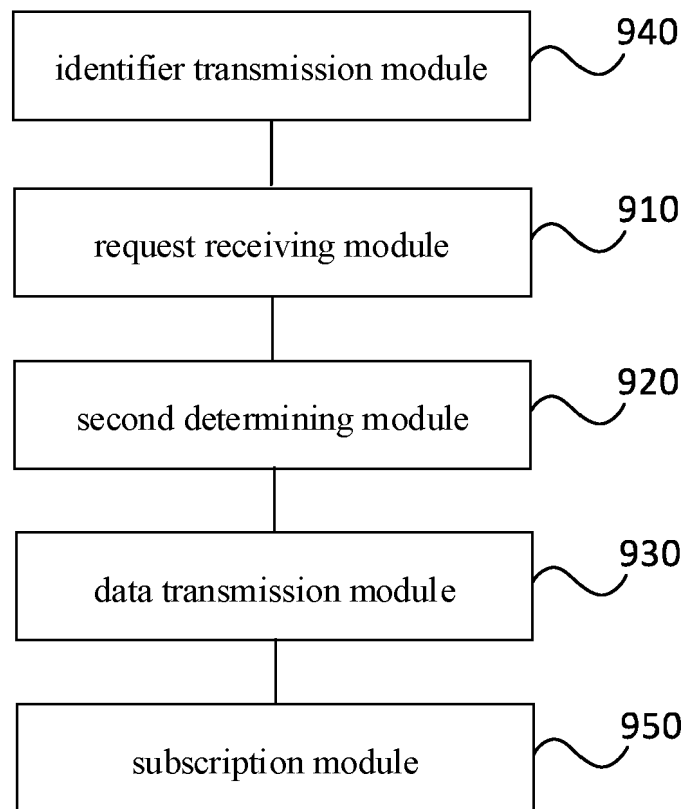 940
identifier transmission module
910
request receiving module
920
second determining module
930
data transmission module
950
subscription module